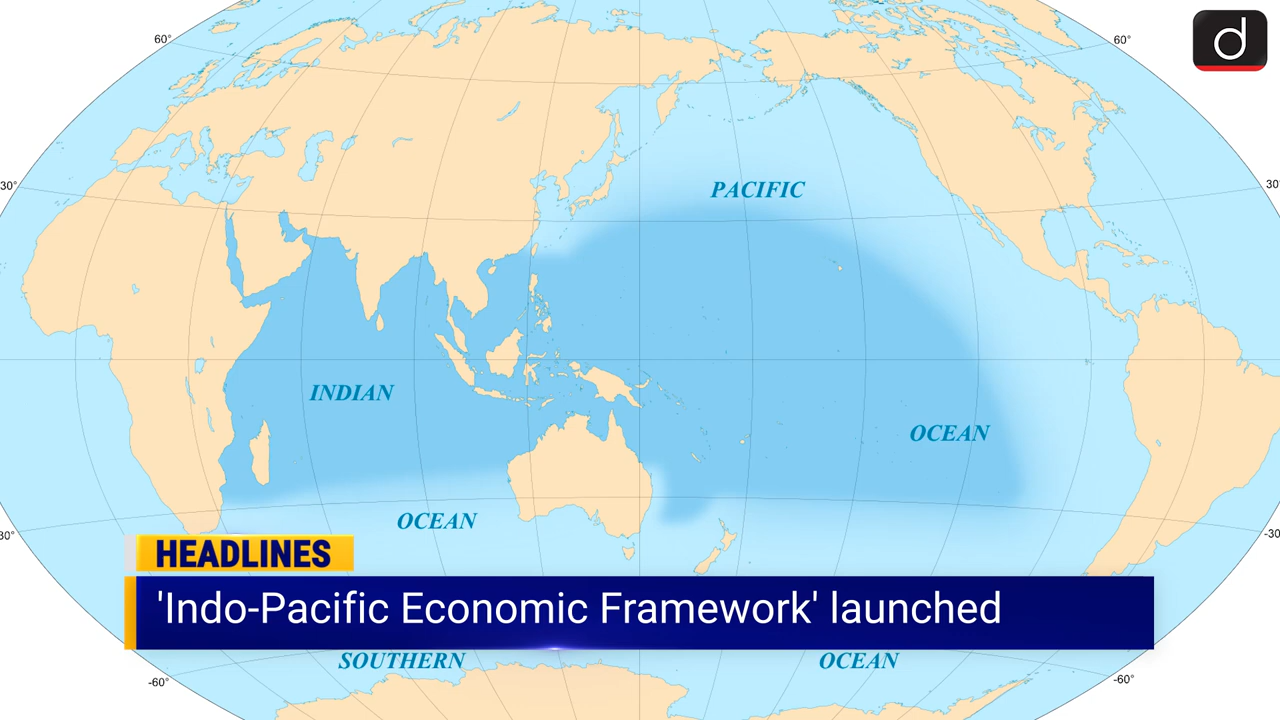 60°
60°
d
30°
30°
PACIFIC
INDIAN
OCEAN
OCEAN
30°
-30
HEADLINES
'Indo-Pacific Economic Framework' launched
SOUTHERN
OCEAN
-60°
-60°